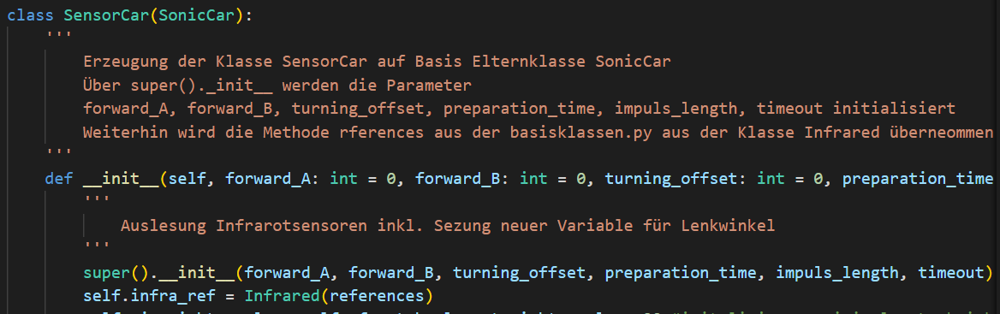 class SensorCar(SonicCar):
'''
Erzeugung der Klasse SensorCar auf Basis Elternklasse SonicCar
Über super()._init__ werden die Parameter
forward_A, forward_B, turning_offset, preparation_time, impuls_length, timeout initialisiert
Weiterhin wird die Methode rferences aus der basisklassen.py aus der Klasse Infrared überneommen
'''
def __init__(self, forward_A: int = 0, forward_B: int = 0, turning_offset: int = 0, preparation_time
'''
Auslesung Infrarotsensoren inkl. Sezung neuer Variable für Lenkwinkel
'''
super().__init__(forward_A, forward_B, turning_offset, preparation_time, impuls_length, timeout)
self.infra_ref = Infrared(references)